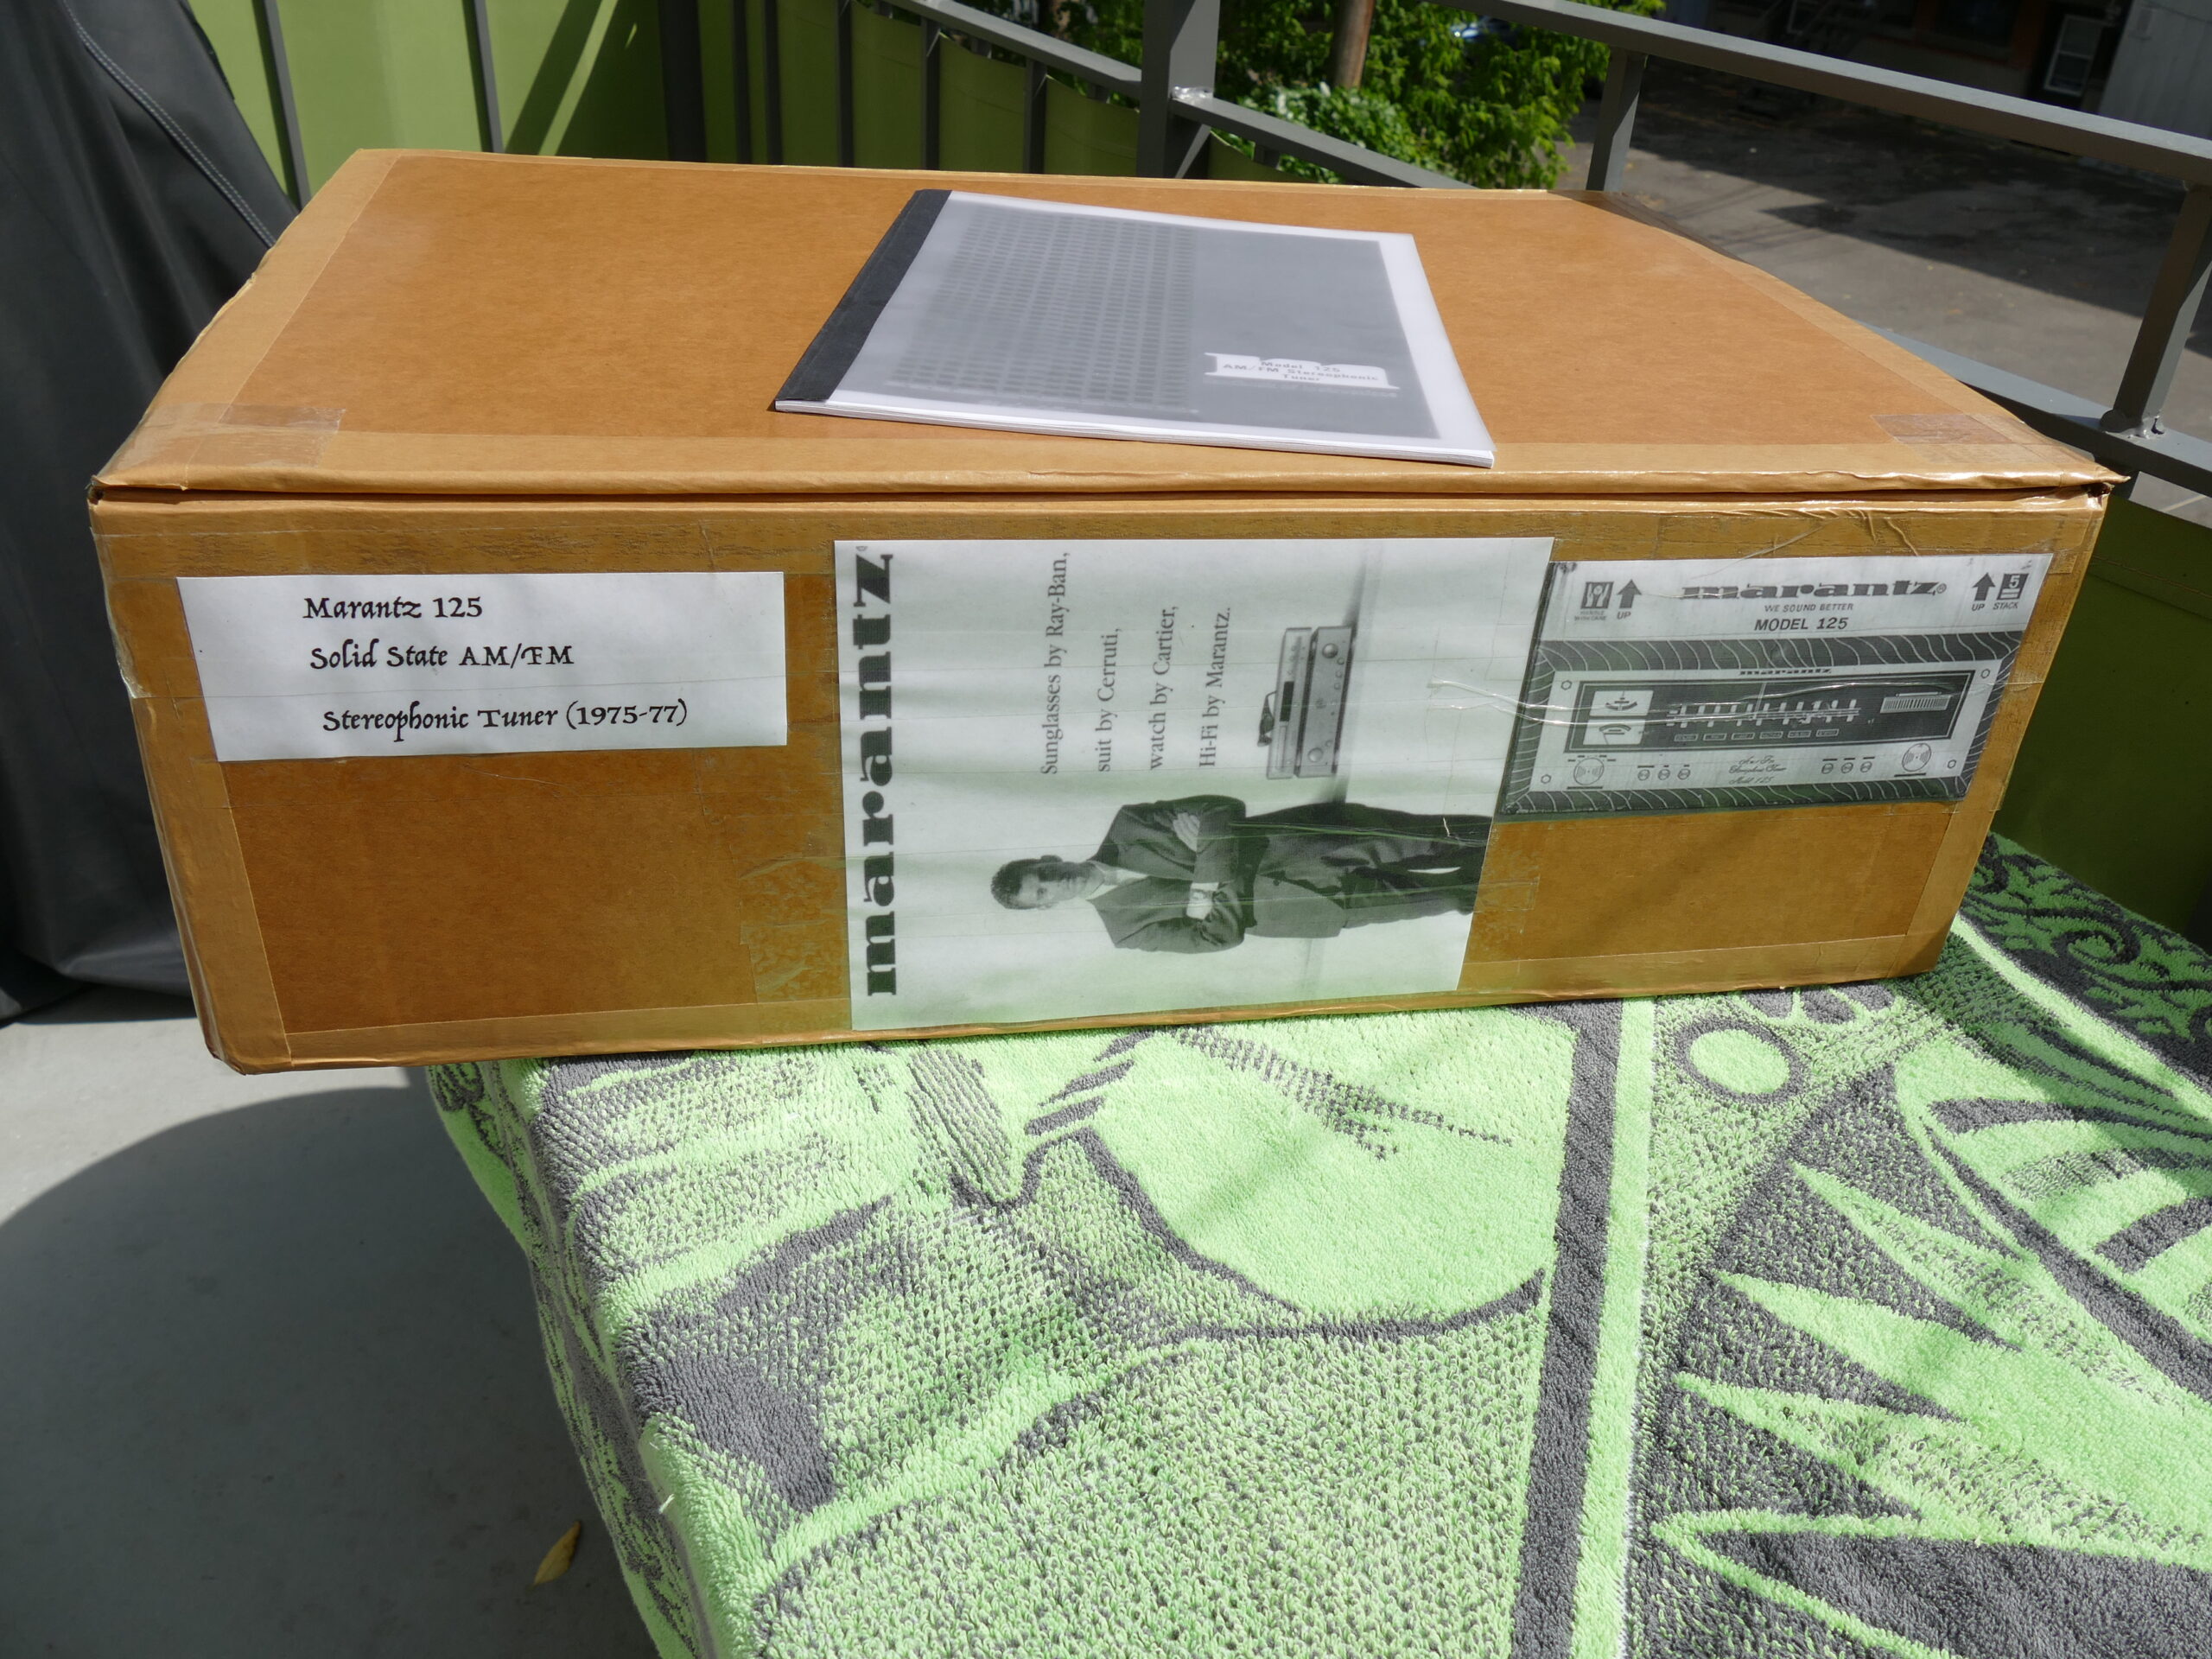 Model 125
AM/FM Stereophonic
Tuner
Marantz 125
Solid State AM/FM
Stereophonic Tuner (1975-77)
marantz
Sunglasses by Ray-Ban,
suit by Cerruti,
watch by Cartier,
Hi-Fi by Marantz.
marantz®
WE SOUND BETTER
MODEL 125
UP
UP
5
STACK
marantz